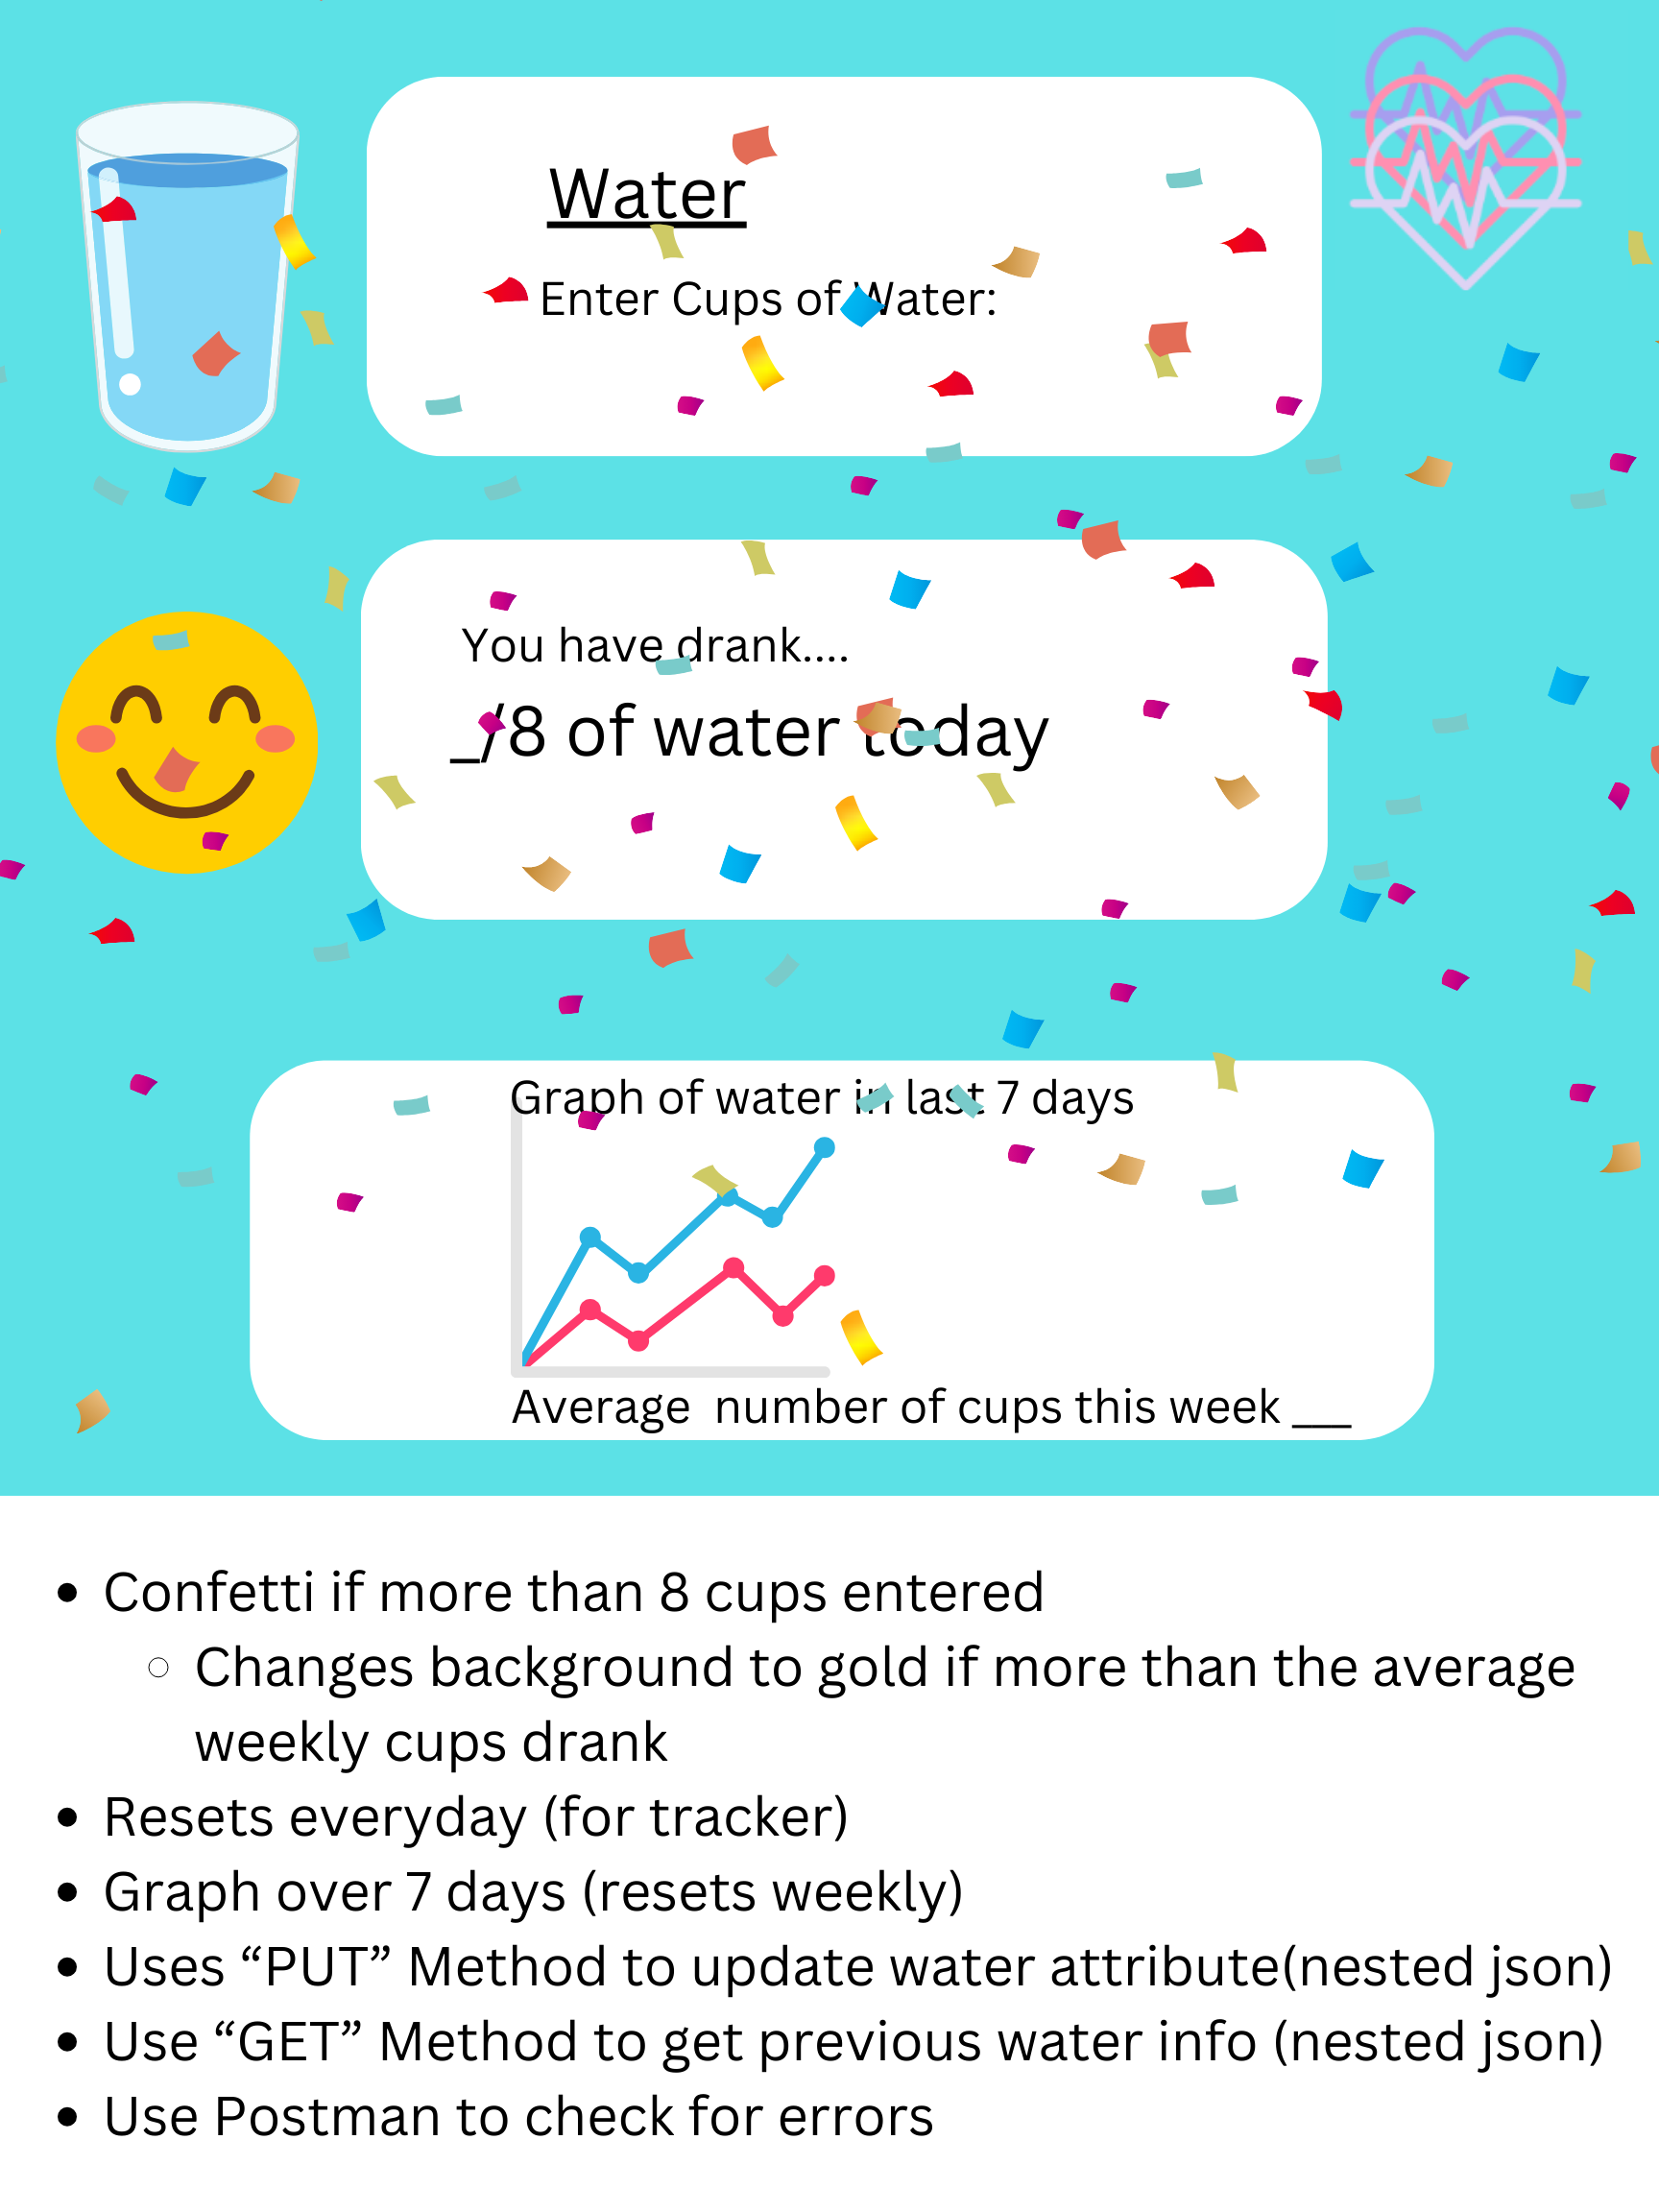 Water
Enter Cups of Water:
You have drank....
_/8 of water today
Graph of water in last 7 days
Average number of cups this week ___
• Confetti if more than 8 cups entered
○ Changes background to gold if more than the average
weekly cups drank
• Resets everyday (for tracker)
• Graph over 7 days (resets weekly)
• Uses “PUT” Method to update water attribute(nested json)
• Use “GET” Method to get previous water info (nested json)
• Use Postman to check for errors